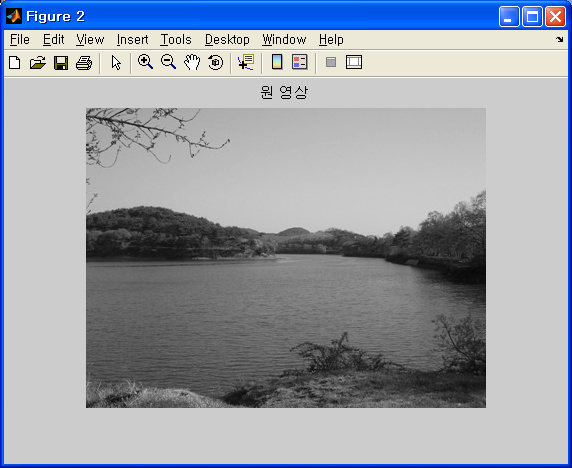 Figure 2
File Edit View Insert Tools Desktop Window Help
원 영상